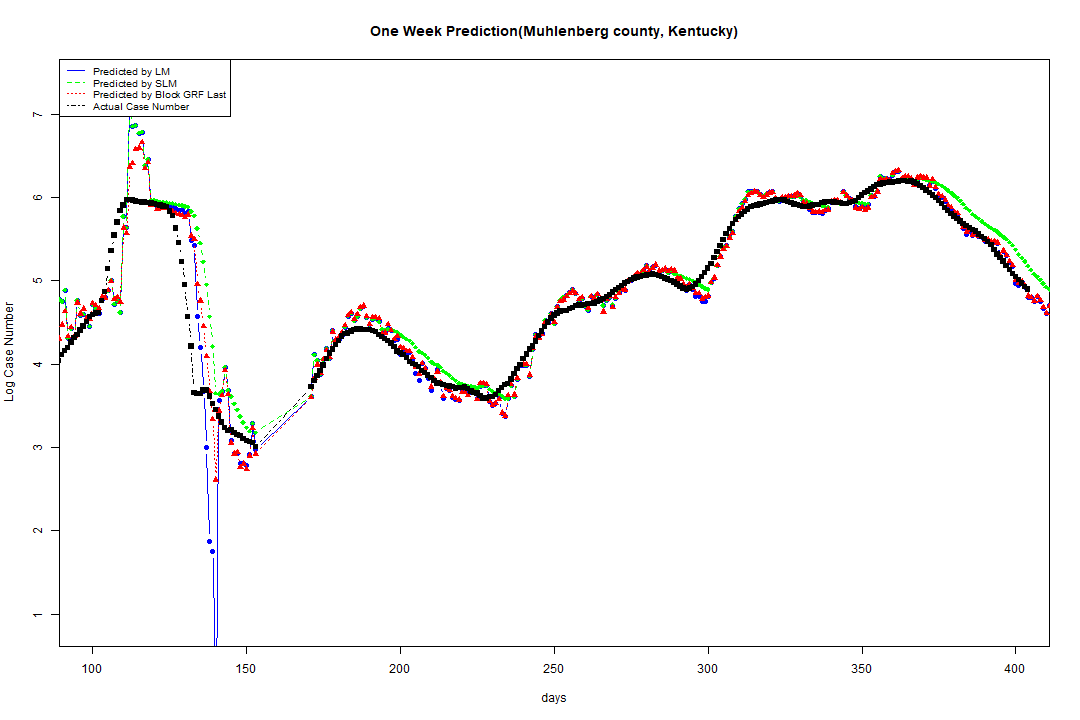 One Week Prediction(Muhlenberg county, Kentucky)
Predicted by LM
Predicted by SLM
Predicted by Block GRF Last
Actual Case Number
7
6
5
4
3
2
1
Log Case Number
100 150 200 250 300 350 400
days